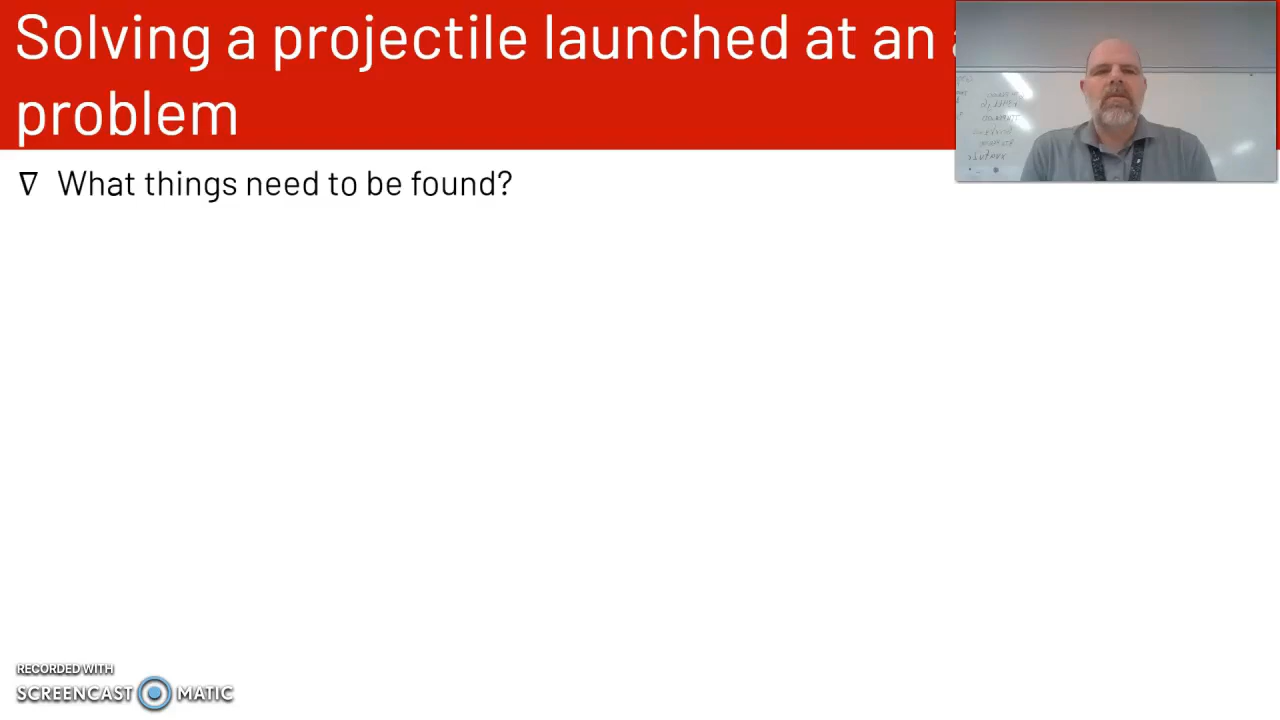 Solving a projectile launched at an
problem
∇ What things need to be found?
RECORDED WITH
SCREENCAST MATIC